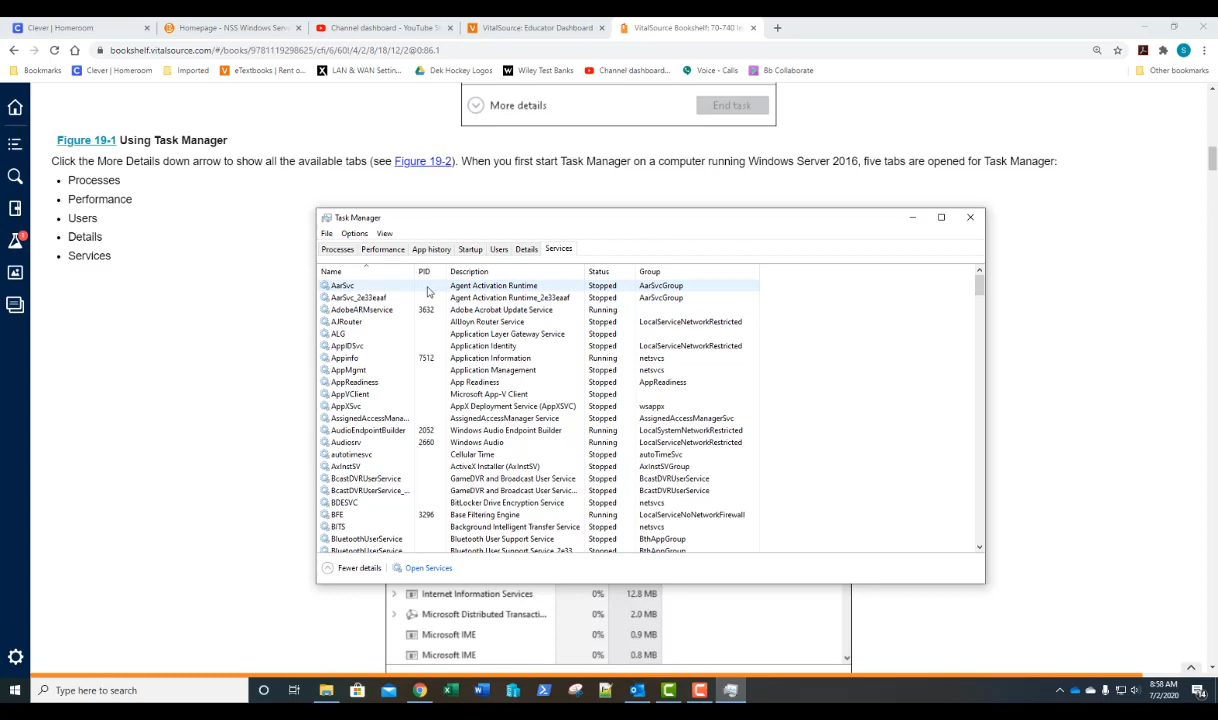 Clever | Homeroom
Homepage - NSS Windows Serv
Channel dashboard - YouTube S
VitalSource: Educator Dashboard
VitalSource Bookshelf: 70-740 In
bookshelf.vitalsource.com/#/books/9781119298625/cfi/6/60!/4/2/8/18/12/2@0:86.1
Bookmarks
Clever | Homeroom
Imported
eTextbooks | Rent o...
LAN & WAN Settin...
Dek Hockey Logos
Wiley Test Banks
Channel dashboard...
Voice - Calls
Bb Collaborate
Other bookmarks
More details
End task
Figure 19-1 Using Task Manager
Click the More Details down arrow to show all the available tabs (see Figure 19-2). When you first start Task Manager on a computer running Windows Server 2016, five tabs are opened for Task Manager:
• Processes
• Performance
• Users
• Details
• Services
Task Manager
File Options View
Processes Performance App history Startup Users Details Services
Name PID Description Status Group
AarSvc Agent Activation Runtime Stopped AarSvcGroup
AarSvc_2e33eaaf Agent Activation Runtime_2e33eaaf Stopped AarSvcGroup
AdobeARMservice 3632 Adobe Acrobat Update Service Running
AJRouter AllJoyn Router Service Stopped LocalServiceNetworkRestricted
ALG Application Layer Gateway Service Stopped
AppIDSvc Application Identity Stopped LocalServiceNetworkRestricted
Appinfo 7512 Application Information Running netsvcs
AppMgmt Application Management Stopped netsvcs
AppReadiness App Readiness Stopped AppReadiness
AppVClient Microsoft App-V Client Stopped
AppXSvc AppX Deployment Service (AppXSVC) Stopped wsappx
AssignedAccessMana... AssignedAccessManager Service Stopped AssignedAccessManagerSvc
AudioEndpointBuilder 2052 Windows Audio Endpoint Builder Running LocalSystemNetworkRestricted
Audiosrv 2660 Windows Audio Running LocalServiceNetworkRestricted
autotimesvc Cellular Time Stopped autoTimeSvc
AxInstSV ActiveX Installer (AxInstSV) Stopped AxInstSVGroup
BcastDVRUserService GameDVR and Broadcast User Service Stopped BcastDVRUserService
BcastDVRUserService_... GameDVR and Broadcast User Servic... Stopped BcastDVRUserService
BDESVC BitLocker Drive Encryption Service Stopped netsvcs
BFE 3296 Base Filtering Engine Running LocalServiceNoNetworkFirewall
BITS Background Intelligent Transfer Service Stopped netsvcs
BluetoothUserService Bluetooth User Support Service Stopped BthAppGroup
BluetoothUserService Bluetooth User Support Service_2e33 Stopped BthAppGroup
Fewer details
Open Services
Internet Information Services 0% 12.8 MB
Microsoft Distributed Transacti... 0% 2.0 MB
Microsoft IME 0% 0.9 MB
Microsoft IME 0% 0.8 MB
Type here to search
8:58 AM
7/2/2020